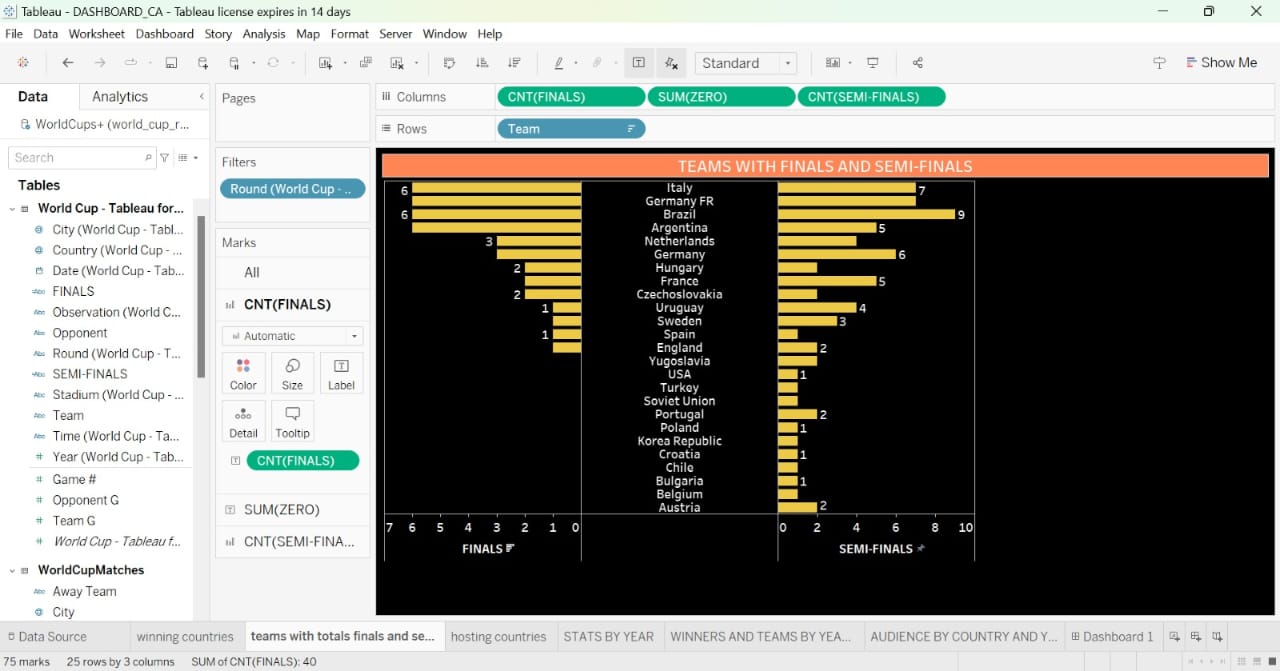 Tableau - DASHBOARD_CA - Tableau license expires in 14 days
File Data Worksheet Dashboard Story Analysis Map Format Server Window Help
Standard
Show Me
Data Analytics
WorldCups+ (world_cup_r...
Search
Tables
World Cup - Tableau for...
City (World Cup - Tabl...
Country (World Cup - ...
Date (World Cup - Tab...
FINALS
Observation (World C...
Opponent
Round (World Cup - T...
SEMI-FINALS
Stadium (World Cup - ...
Team
Time (World Cup - Ta...
Year (World Cup - Tab...
Game #
Opponent G
Team G
World Cup - Tableau f...
WorldCupMatches
Away Team
City
Pages
Filters
Round (World Cup - ..
Marks
All
CNT(FINALS)
Automatic
Color Size Label
Detail Tooltip
CNT(FINALS)
SUM(ZERO)
CNT(SEMI-FINA...
Columns CNT(FINALS) SUM(ZERO) CNT(SEMI-FINALS)
Rows Team
TEAMS WITH FINALS AND SEMI-FINALS
6 Italy 7
Germany FR
6 Brazil 9
Argentina 5
3 Netherlands
Germany 6
2 Hungary
France 5
2 Czechoslovakia
1 Uruguay 4
Sweden 3
1 Spain
England 2
Yugoslavia
USA 1
Turkey
Soviet Union
Portugal 2
Poland 1
Korea Republic
Croatia 1
Chile
Bulgaria 1
Belgium
Austria 2
7 6 5 4 3 2 1 0 0 2 4 6 8 10
FINALS SEMI-FINALS
Data Source winning countries teams with totals finals and se... hosting countries STATS BY YEAR WINNERS AND TEAMS BY YEA... AUDIENCE BY COUNTRY AND Y... Dashboard 1
75 marks 25 rows by 3 columns SUM of CNT(FINALS): 40